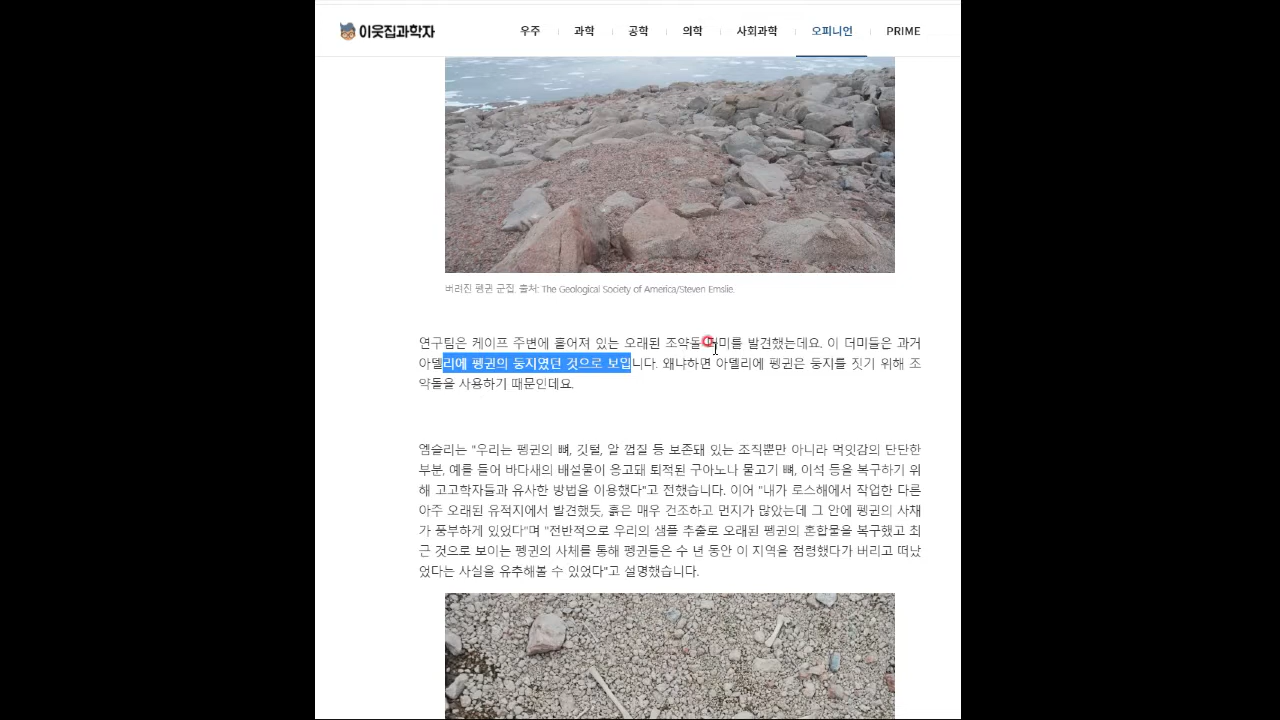 이웃집과학자
우주 과학 공학 의학 사회과학 오피니언 PRIME
버려진 펭귄 군집. 출처: The Geological Society of America/Steven Emslie.
연구팀은 케이프 주변에 흩어져 있는 오래된 조약돌 더미를 발견했는데요. 이 더미들은 과거
아델리에 펭귄의 둥지였던 것으로 보입니다. 왜냐하면 아델리에 펭귄은 둥지를 짓기 위해 조
약돌을 사용하기 때문인데요.
엠슬리는 "우리는 펭귄의 뼈, 깃털, 알 껍질 등 보존돼 있는 조직뿐만 아니라 먹잇감의 단단한
부분, 예를 들어 바다새의 배설물이 응고돼 퇴적된 구아노나 물고기 뼈, 이석 등을 복구하기 위
해 고고학자들과 유사한 방법을 이용했다"고 전했습니다. 이어 "내가 로스해에서 작업한 다른
아주 오래된 유적지에서 발견했듯, 흙은 매우 건조하고 먼지가 많았는데 그 안에 펭귄의 사체
가 풍부하게 있었다"며 "전반적으로 우리의 샘플 추출로 오래된 펭귄의 혼합물을 복구했고 최
근 것으로 보이는 펭귄의 사체를 통해 펭귄들은 수 년 동안 이 지역을 점령했다가 버리고 떠났
었다는 사실을 유추해볼 수 있었다"고 설명했습니다.